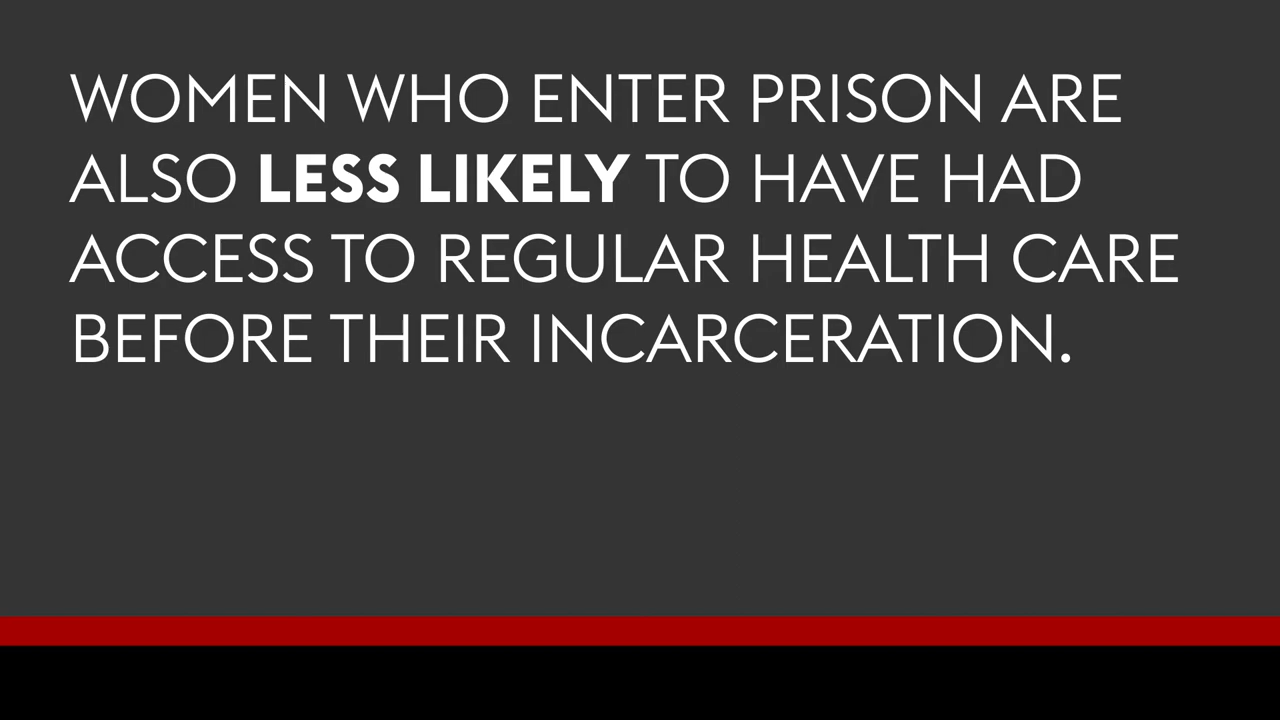 WOMEN WHO ENTER PRISON ARE
ALSO LESS LIKELY TO HAVE HAD
ACCESS TO REGULAR HEALTH CARE
BEFORE THEIR INCARCERATION.